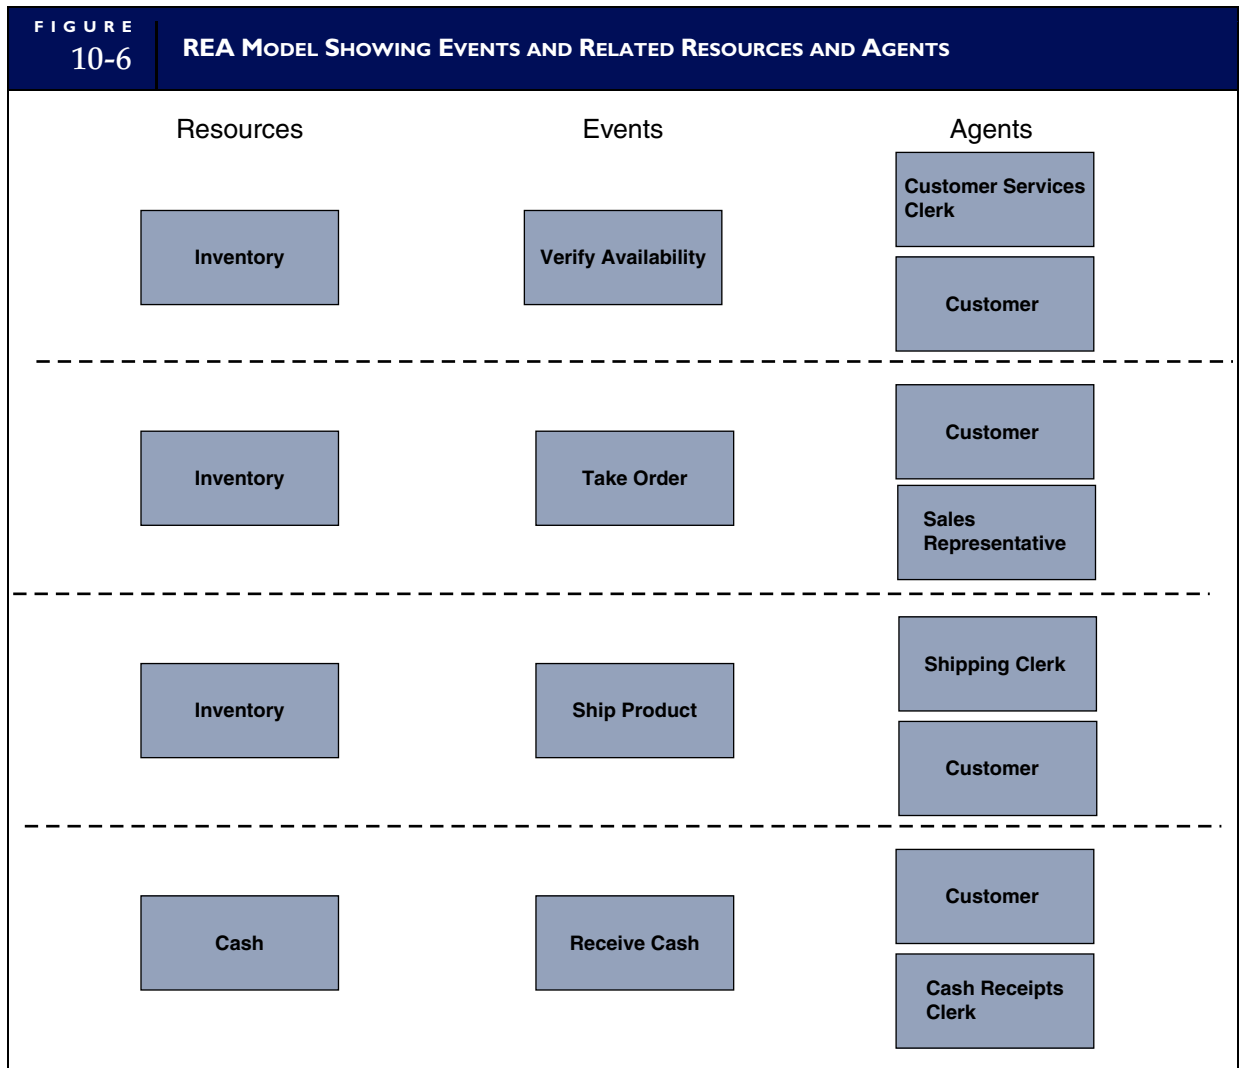 FIGURE
10-6
REA MODEL SHOWING EVENTS AND RELATED RESOURCES AND AGENTS
Resources
Events
Agents
Inventory
Verify Availability
Customer Services
Clerk
Customer
Inventory
Take Order
Customer
Sales
Representative
Inventory
Ship Product
Shipping Clerk
Customer
Cash
Receive Cash
Customer
Cash Receipts
Clerk